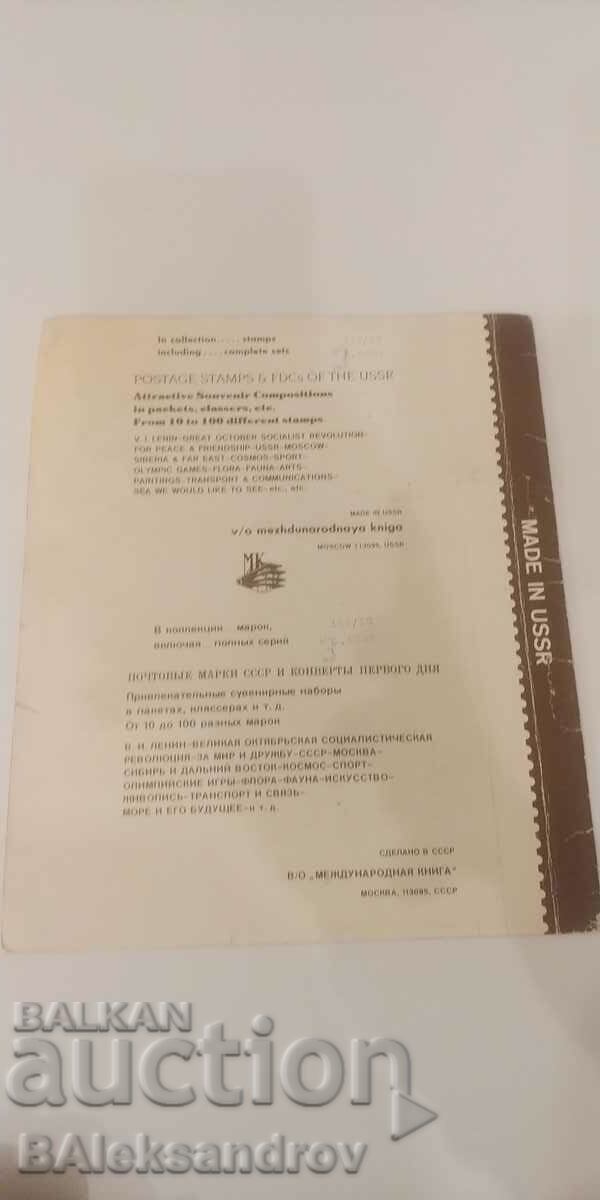 In collection..... stamps
including....complete sets
POSTAGE STAMPS & FDCs OF THE USSR
Attractive Souvenir Compositions
in packets, classers, etc.
From 10 to 100 different stamps
V. I. LENIN-GREAT OCTOBER SOCIALIST REVOLUTION-
FOR PEACE & FRIENDSHIP-USSR-MOSCOW-
SIBERIA & FAR EAST-COSMOS-SPORT-
OLYMPIC GAMES-FLORA-FAUNA-ARTS-
PAINTINGS-TRANSPORT & COMMUNICATIONS-
SEA WE WOULD LIKE TO SEE-etc., etc.
MADE IN USSR
v/o mezhdunarodnaya kniga
MOSCOW 113095, USSR
МК
В коллекции... марок,
включая...полных серий
ПОЧТОВЫЕ МАРКИ СССР И КОНВЕРТЫ ПЕРВОГО ДНЯ
Привлекательные сувенирные наборы
в пакетах, кляссерах и т. д.
От 10 до 100 разных марок
В. И. ЛЕНИН-ВЕЛИКАЯ ОКТЯБРЬСКАЯ СОЦИАЛИСТИЧЕСКАЯ
РЕВОЛЮЦИЯ-ЗА МИР И ДРУЖБУ-СССР-МОСКВА-
СИБИРЬ И ДАЛЬНИЙ ВОСТОК-КОСМОС-СПОРТ-
ОЛИМПИЙСКИЕ ИГРЫ-ФЛОРА-ФАУНА-ИСКУССТВО-
ЖИВОПИСЬ-ТРАНСПОРТ И СВЯЗЬ-
МОРЕ И ЕГО БУДУЩЕЕ-и т. д.
СДЕЛАНО В СССР
В/О „МЕЖДУНАРОДНАЯ КНИГА"
МОСКВА, 113095, СССР
MADE IN USSR
BALKAN
auction
BAleksandrov